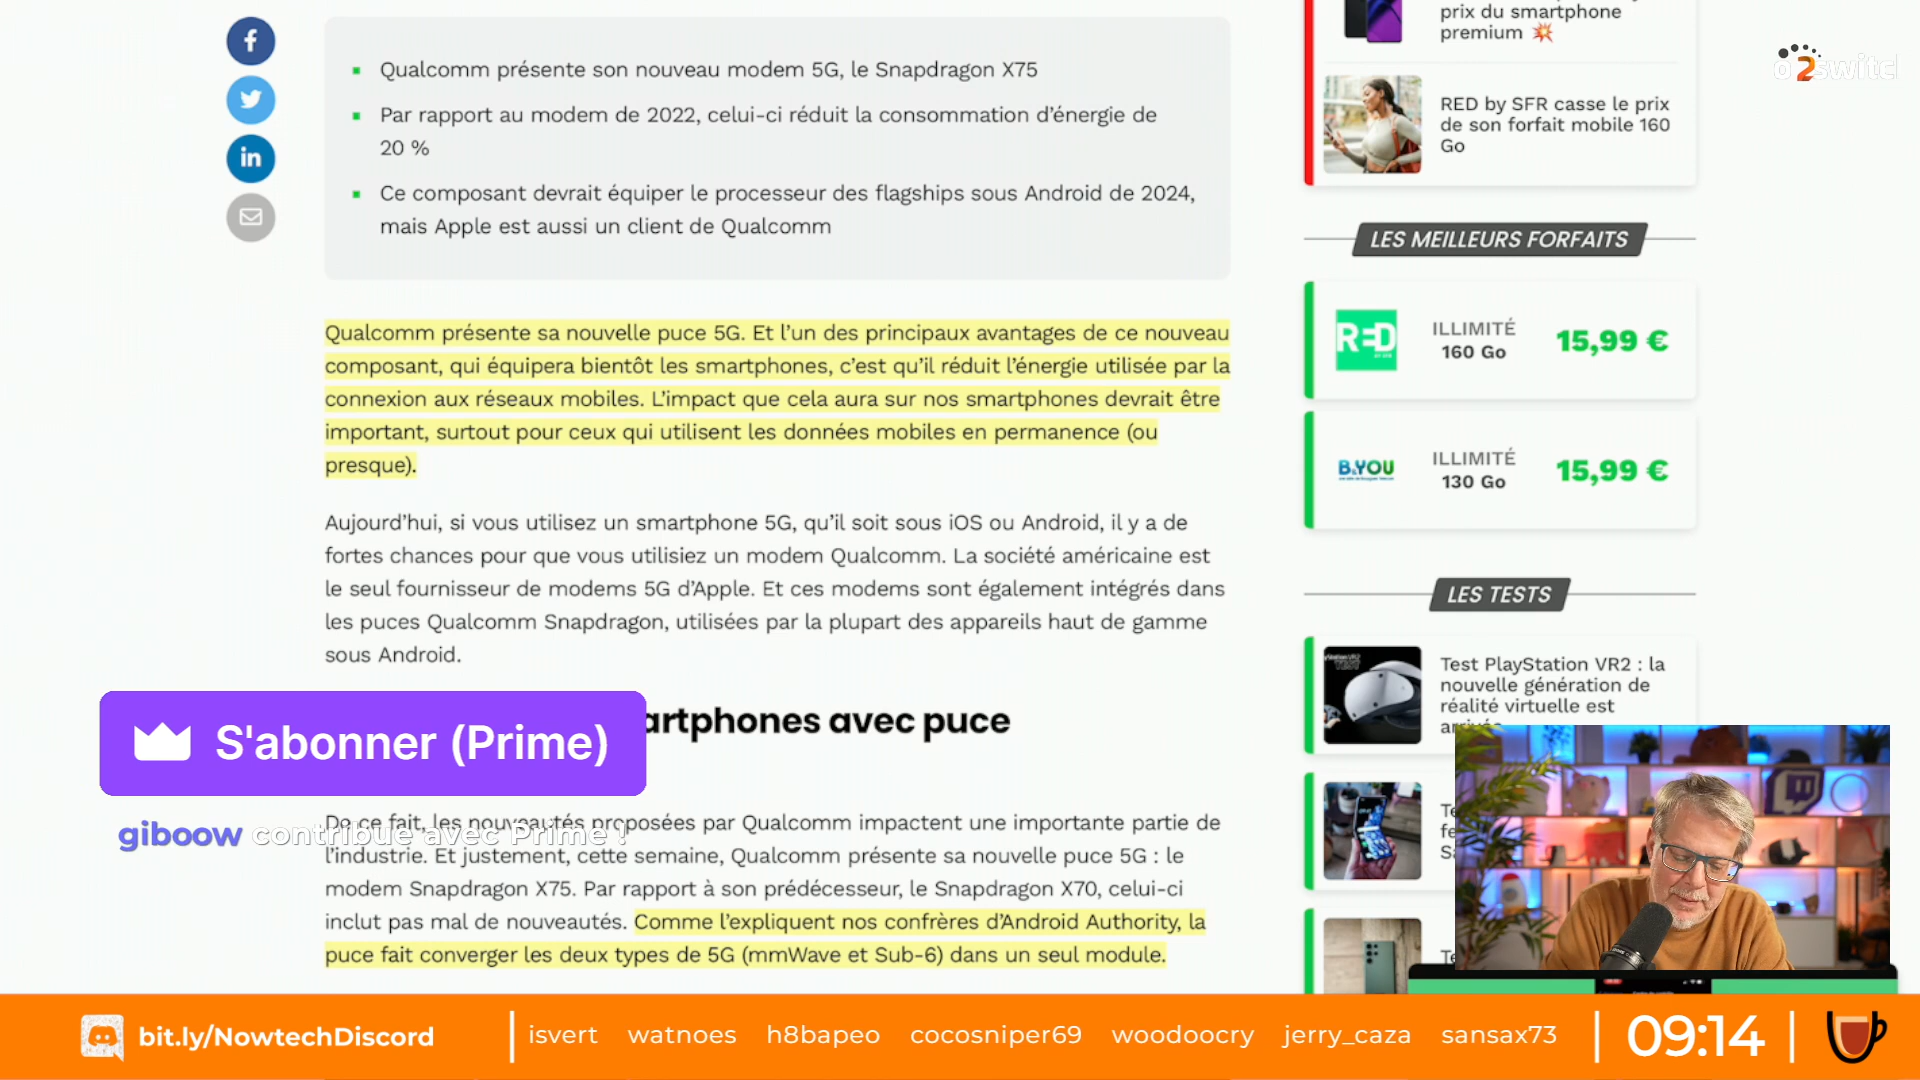 Qualcomm présente son nouveau modem 5G, le Snapdragon X75
Par rapport au modem de 2022, celui-ci réduit la consommation d'énergie de
20 %
Ce composant devrait équiper le processeur des flagships sous Android de 2024,
mais Apple est aussi un client de Qualcomm
Qualcomm présente sa nouvelle puce 5G. Et l'un des principaux avantages de ce nouveau
composant, qui équipera bientôt les smartphones, c'est qu'il réduit l'énergie utilisée par la
connexion aux réseaux mobiles. L'impact que cela aura sur nos smartphones devrait être
important, surtout pour ceux qui utilisent les données mobiles en permanence (ou
presque).
Aujourd'hui, si vous utilisez un smartphone 5G, qu'il soit sous iOS ou Android, il y a de
fortes chances pour que vous utilisiez un modem Qualcomm. La société américaine est
le seul fournisseur de modems 5G d'Apple. Et ces modems sont également intégrés dans
les puces Qualcomm Snapdragon, utilisées par la plupart des appareils haut de gamme
sous Android.
artphones avec puce
S'abonner (Prime)
giboow contribue avec Prime !
De ce fait, les nouveautés proposées par Qualcomm impactent une importante partie de
l'industrie. Et justement, cette semaine, Qualcomm présente sa nouvelle puce 5G : le
modem Snapdragon X75. Par rapport à son prédécesseur, le Snapdragon X70, celui-ci
inclut pas mal de nouveautés. Comme l'expliquent nos confrères d'Android Authority, la
puce fait converger les deux types de 5G (mmWave et Sub-6) dans un seul module.
prix du smartphone
premium 💥
o2switc
RED by SFR casse le prix
de son forfait mobile 160
Go
LES MEILLEURS FORFAITS
RED
ILLIMITÉ
160 Go
15,99 €
B&YOU
ILLIMITÉ
130 Go
15,99 €
LES TESTS
Test PlayStation VR2 : la
nouvelle génération de
réalité virtuelle est
arrivée
bit.ly/NowtechDiscord
isvert watnoes h8bapeo cocosniper69 woodoocry jerry_caza sansax73
09:14